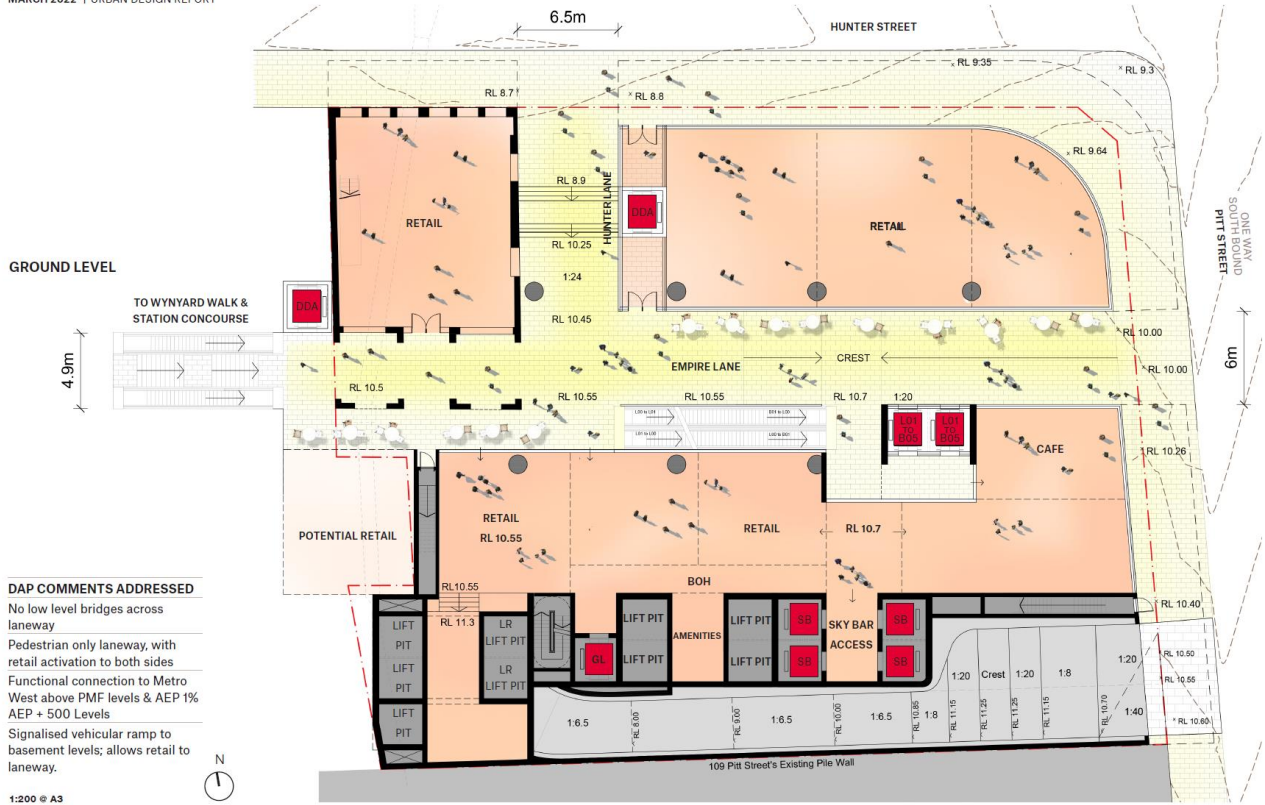 MARCH 2022 | URBAN DESIGN REPORT
6.5m
HUNTER STREET
RL 9.35
RL 9.3
RL 8.7
RL 8.8
RL 9.64
RL 8.9
HUNTER LANE
DDA
RETAIL
RETAIL
RL 10.25
1:24
RL 10.45
ONE WAY
SOUTH BOUND
PITT STREET
GROUND LEVEL
TO WYNYARD WALK &
STATION CONCOURSE
DDA
4.9m
6m
RL 10.00
RL 10.00
EMPIRE LANE
CREST
RL 10.5
RL 10.55
RL 10.55
RL 10.7
1:20
L00 to L01
L01 to L00
B01 to L00
L00 to B01
L01
TO
B05
L01
TO
B05
CAFE
RL 10.26
POTENTIAL RETAIL
RETAIL
RL 10.55
RETAIL
RL 10.7
BOH
RL10.55
RL 11.3
LIFT
PIT
LIFT
PIT
LIFT
PIT
LR
LIFT PIT
LR
LIFT PIT
GL
LIFT PIT
LIFT PIT
AMENITIES
LIFT PIT
LIFT PIT
SB
SB
SKY BAR
ACCESS
SB
SB
RL 10.40
RL 10.50
RL 10.55
RL 10.60
1:6.5
RL 8.00
RL 9.00
1:6.5
RL 10.00
1:6.5
RL 10.85
1:8
RL 11.15
1:20
Crest
RL 11.25
RL 11.25
1:20
RL 11.15
1:8
RL 10.70
1:20
1:40
109 Pitt Street's Existing Pile Wall
DAP COMMENTS ADDRESSED
No low level bridges across
laneway
Pedestrian only laneway, with
retail activation to both sides
Functional connection to Metro
West above PMF levels & AEP 1%
AEP + 500 Levels
Signalised vehicular ramp to
basement levels; allows retail to
laneway.
N
1:200 @ A3